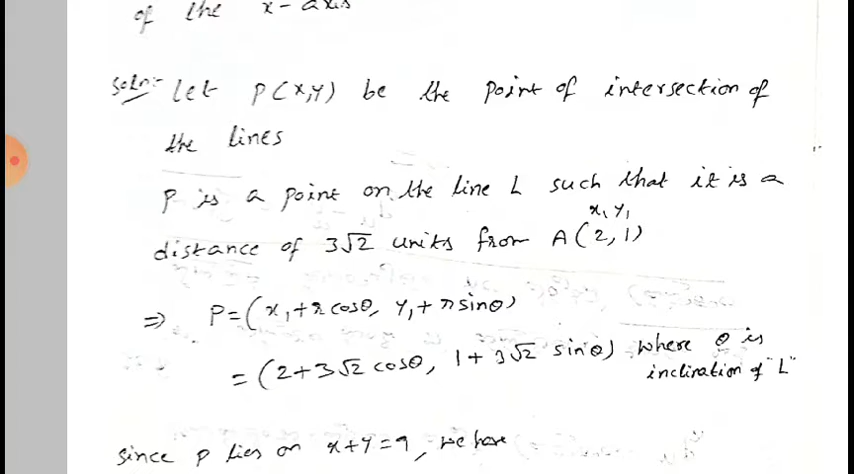 of the x-axis
Soln:- Let P(x,y) be the point of intersection of
the lines
P is a point on the line L such that it is a
x₁ y₁
distance of 3√2 units from A(2,1)
⇒ P=(x₁+r cosθ, y₁+r sinθ)
= (2+3√2 cosθ, 1+3√2 sinθ) where θ is
inclination of "L"
since P lies on x+y=9, we have